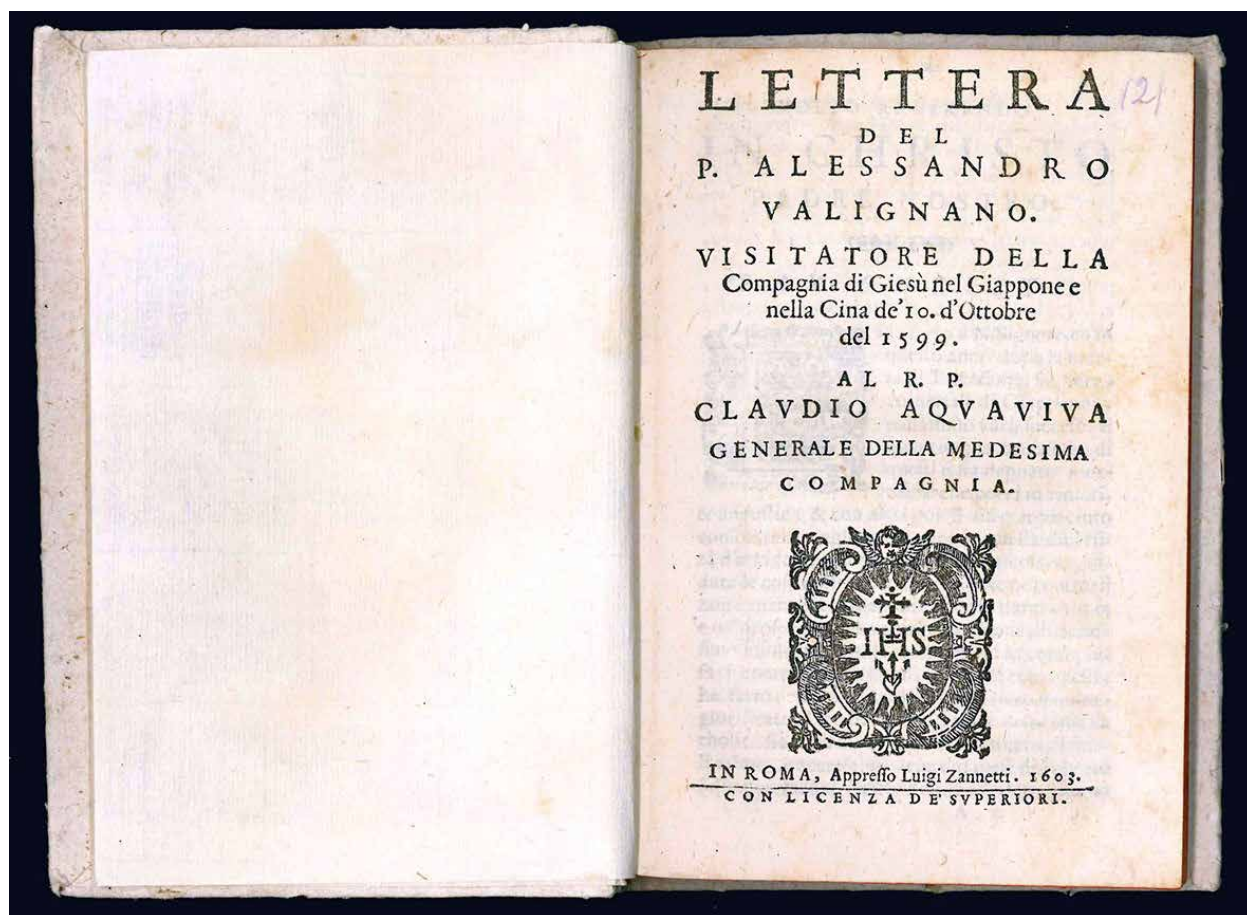 LETTERA
DEL
P. ALESSANDRO
VALIGNANO.
VISITATORE DELLA
Compagnia di Giesù nel Giappone e
nella Cina de'10. d'Ottobre
del 1599.
AL R. P.
CLAVDIO AQVAVIVA
GENERALE DELLA MEDESIMA
COMPAGNIA.
IHS
IN ROMA, Appreſſo Luigi Zannetti. 1603.
CON LICENZA DE' SVPERIORI.